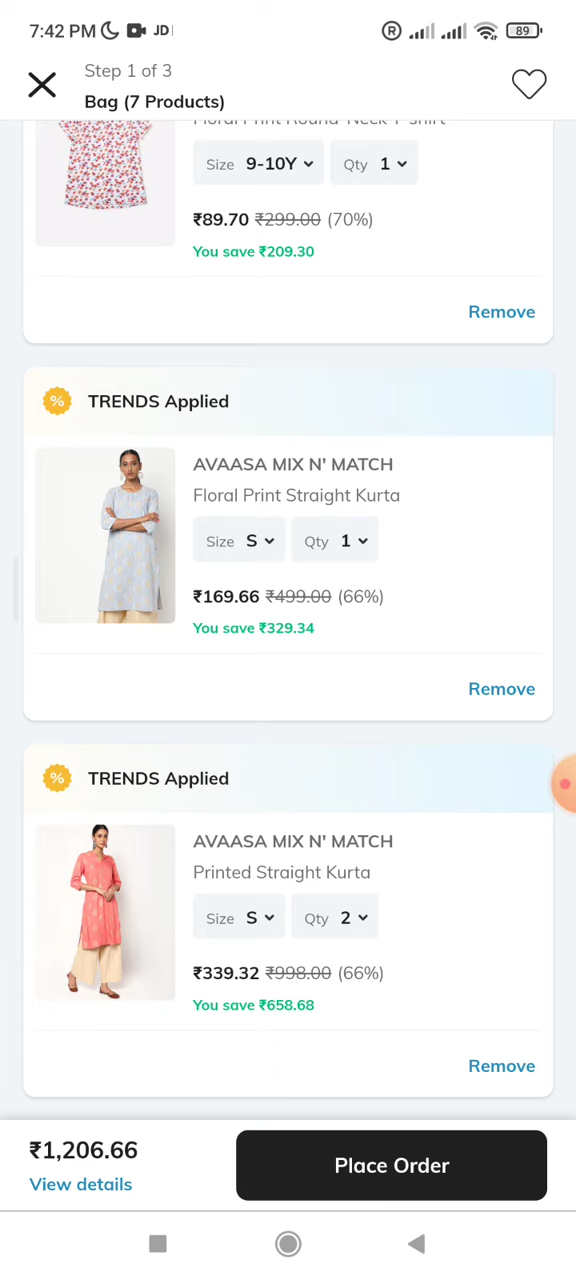 7:42 PM JD
R 89
Step 1 of 3
Bag (7 Products)
Floral Print Round-Neck T-shirt
Size 9-10Y Qty 1
₹89.70 ₹299.00 (70%)
You save ₹209.30
Remove
% TRENDS Applied
AVAASA MIX N' MATCH
Floral Print Straight Kurta
Size S Qty 1
₹169.66 ₹499.00 (66%)
You save ₹329.34
Remove
% TRENDS Applied
AVAASA MIX N' MATCH
Printed Straight Kurta
Size S Qty 2
₹339.32 ₹998.00 (66%)
You save ₹658.68
Remove
₹1,206.66
View details
Place Order